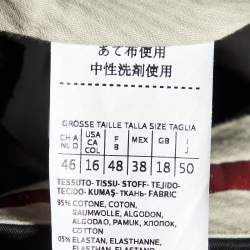 あて布使用
中性洗剤使用
GROSSE TAILLE TALLA SIZE TAGLIA
CH A USA F MEX GB I
NL D CA COL B J
46 16 48 38 18 50
TESSUTO-TISSU-STOFF-TEJIDO-
TECIDO-KUMAŞ-ТКАНЬ-FABRIC
95% COTONE, COTON,
BAUMWOLLE, ALGODON,
ALGODAO, PAMUK, ХЛОПОК,
COTTON
05% ELASTAN, ELASTHANNE,
ELASTAN, ELASTANO,